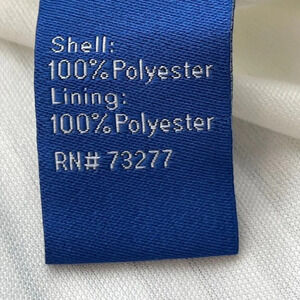 Shell:
100%Polyester
Lining:
100%Polyester
RN# 73277